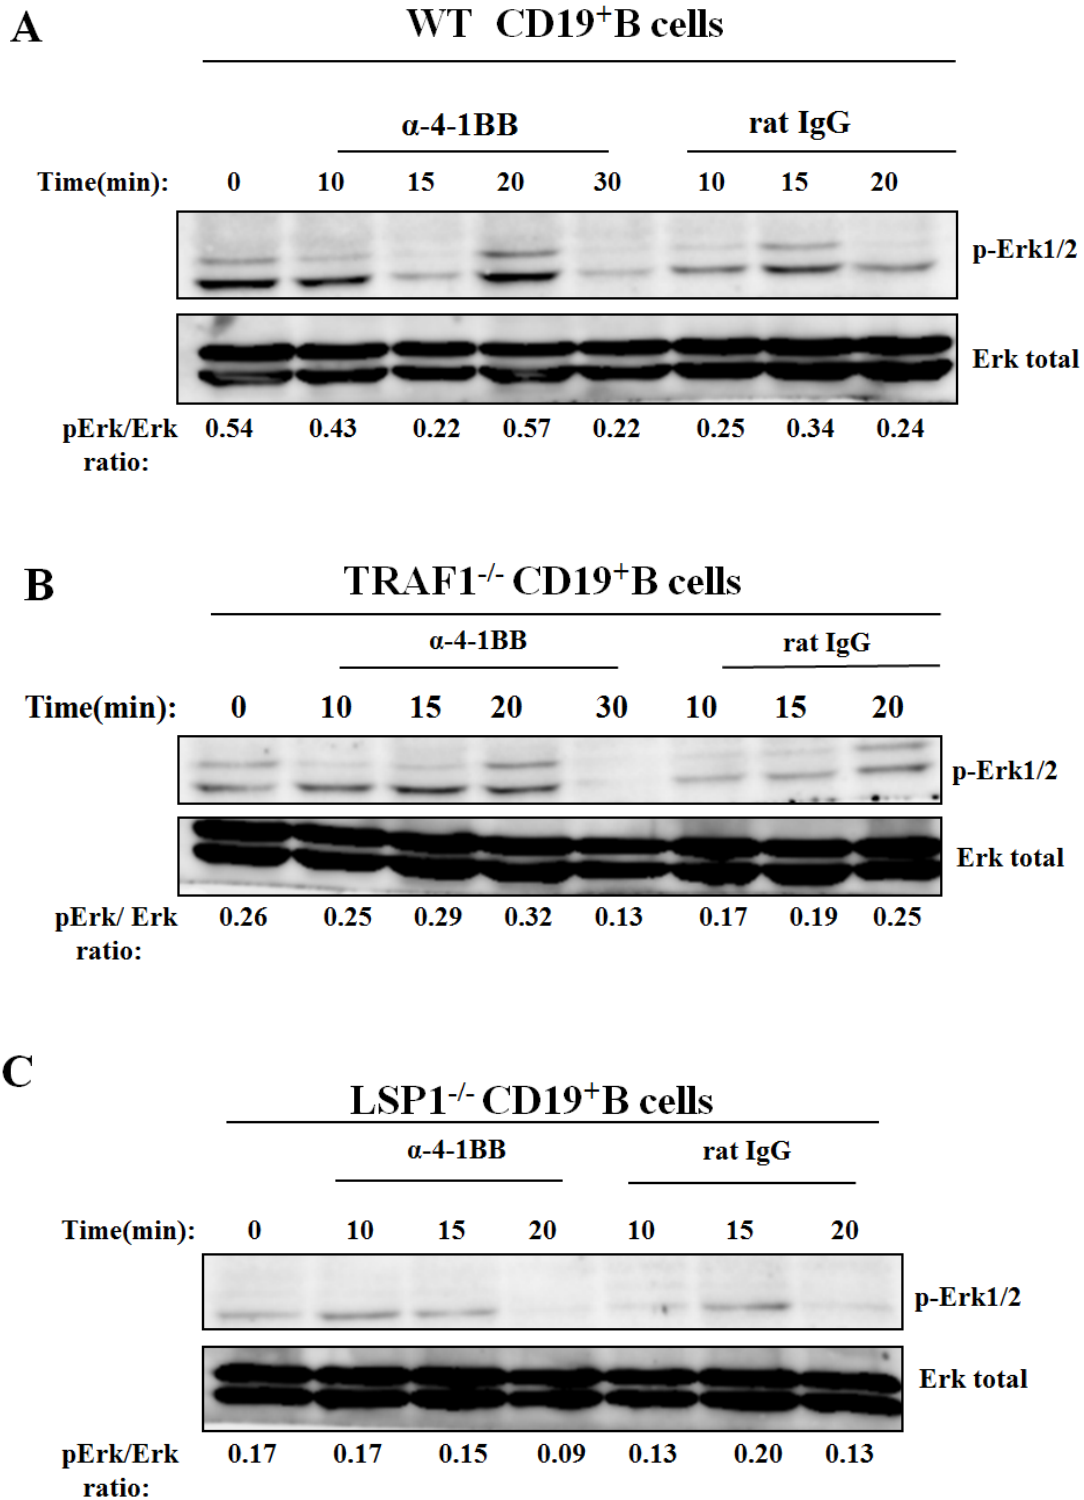 A
WT CD19+B cells
α-4-1BB rat IgG
Time(min): 0 10 15 20 30 10 15 20
p-Erk1/2
Erk total
pErk/Erk 0.54 0.43 0.22 0.57 0.22 0.25 0.34 0.24
ratio:
B
TRAF1-/- CD19+B cells
α-4-1BB rat IgG
Time(min): 0 10 15 20 30 10 15 20
p-Erk1/2
Erk total
pErk/ Erk 0.26 0.25 0.29 0.32 0.13 0.17 0.19 0.25
ratio:
C
LSP1-/- CD19+B cells
α-4-1BB rat IgG
Time(min): 0 10 15 20 10 15 20
p-Erk1/2
Erk total
pErk/Erk 0.17 0.17 0.15 0.09 0.13 0.20 0.13
ratio: